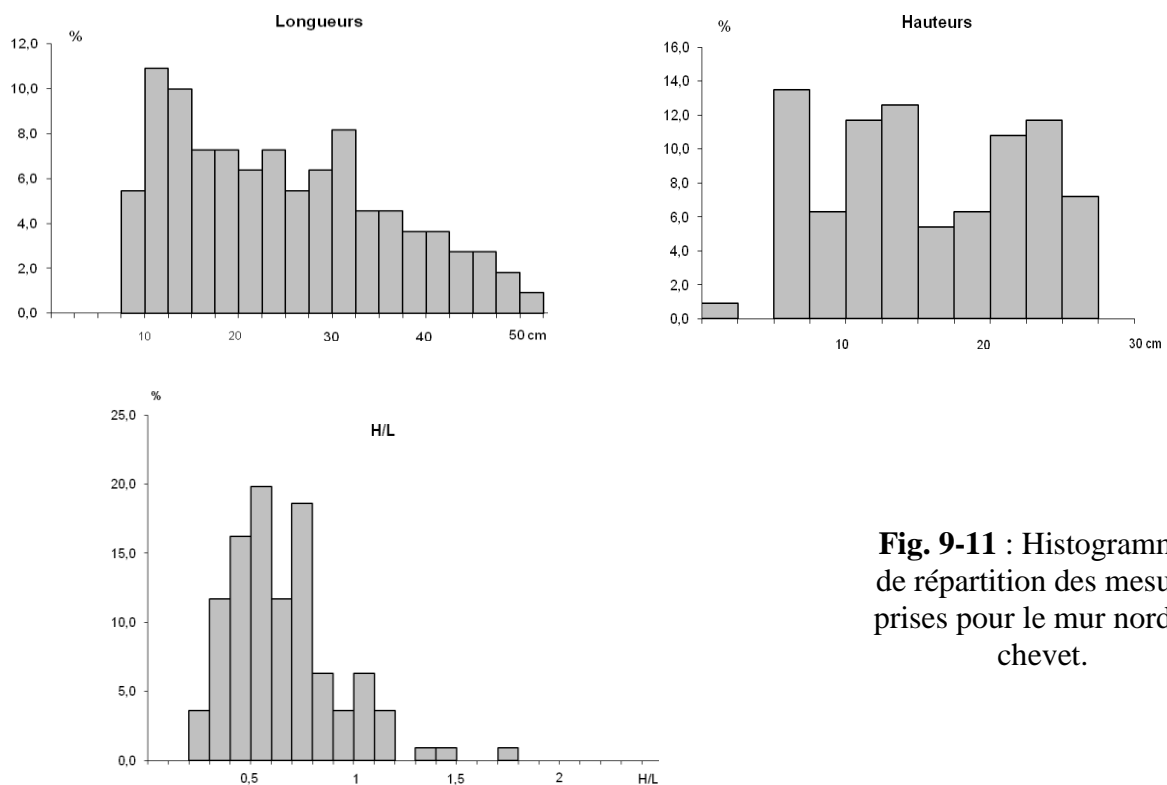 Longueurs
%
12,0
10,0
8,0
6,0
4,0
2,0
0,0
10 20 30 40 50 cm
Hauteurs
%
16,0
14,0
12,0
10,0
8,0
6,0
4,0
2,0
0,0
10 20 30 cm
%
H/L
25,0
20,0
15,0
10,0
5,0
0,0
0,5 1 1,5 2 H/L
Fig. 9-11 : Histogramm
de répartition des mesu
prises pour le mur nord
chevet.